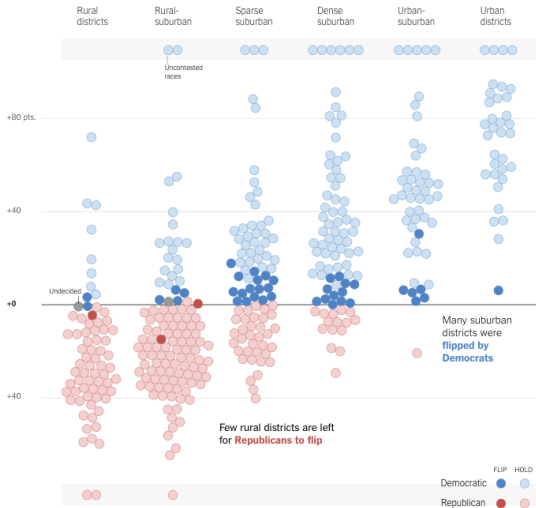 Rural
districts
Rural-
suburban
Sparse
suburban
Dense
suburban
Urban-
suburban
Urban
districts
Uncontested
races
+80 pts.
+40
Undecided
+0
Many suburban
districts were
flipped by
Democrats
+40
Few rural districts are left
for Republicans to flip
FLIP HOLD
Democratic
Republican